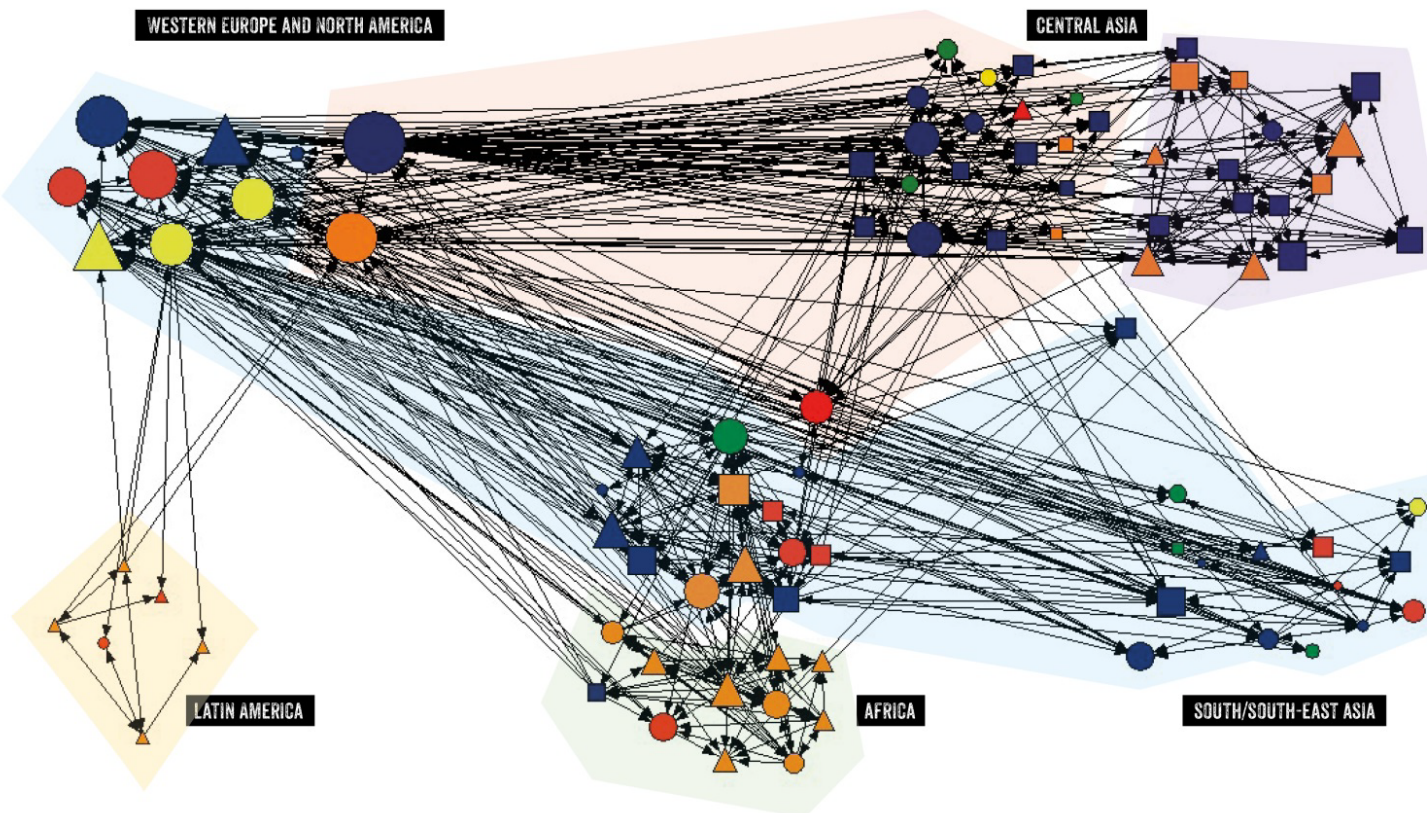 WESTERN EUROPE AND NORTH AMERICA
CENTRAL ASIA
LATIN AMERICA
AFRICA
SOUTH/SOUTH-EAST ASIA